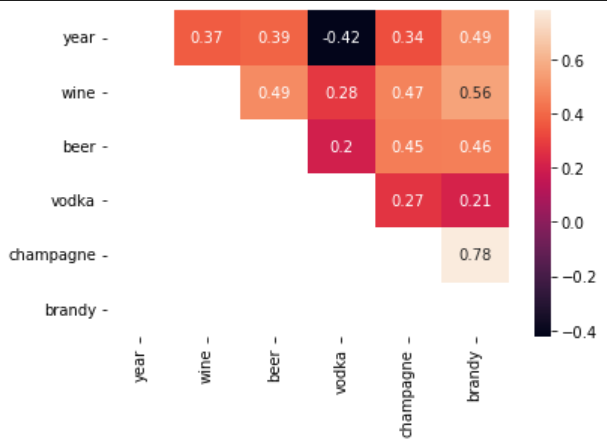 year 0.37 0.39 -0.42 0.34 0.49
wine 0.49 0.28 0.47 0.56
beer 0.2 0.45 0.46
vodka 0.27 0.21
champagne 0.78
brandy
year wine beer vodka champagne brandy
0.6
0.4
0.2
0.0
−0.2
−0.4